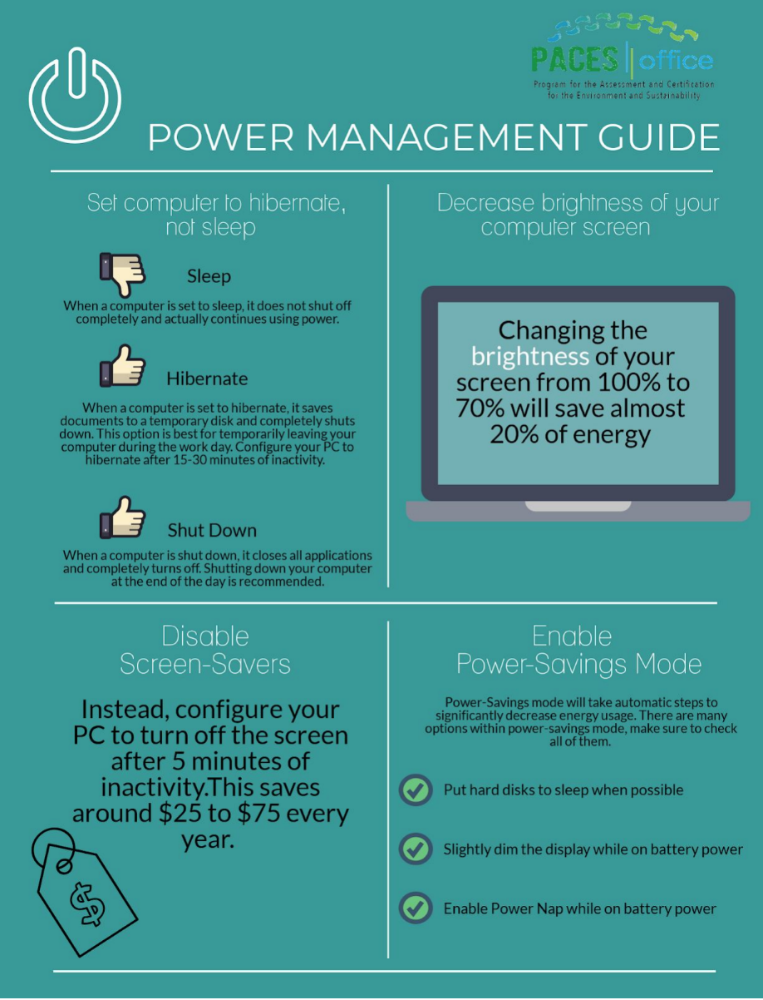 PACES office
Program for the Assessment and Certification
for the Environment and Sustainability
POWER MANAGEMENT GUIDE
Set computer to hibernate,
not sleep
Sleep
When a computer is set to sleep, it does not shut off
completely and actually continues using power.
Hibernate
When a computer is set to hibernate, it saves
documents to a temporary disk and completely shuts
down. This option is best for temporarily leaving your
computer during the work day. Configure your PC to
hibernate after 15-30 minutes of inactivity.
Shut Down
When a computer is shut down, it closes all applications
and completely turns off. Shutting down your computer
at the end of the day is recommended.
Decrease brightness of your
computer screen
Changing the
brightness of your
screen from 100% to
70% will save almost
20% of energy
Disable
Screen-Savers
Instead, configure your
PC to turn off the screen
after 5 minutes of
inactivity.This saves
around $25 to $75 every
year.
$
Enable
Power-Savings Mode
Power-Savings mode will take automatic steps to
significantly decrease energy usage. There are many
options within power-savings mode, make sure to check
all of them.
Put hard disks to sleep when possible
Slightly dim the display while on battery power
Enable Power Nap while on battery power